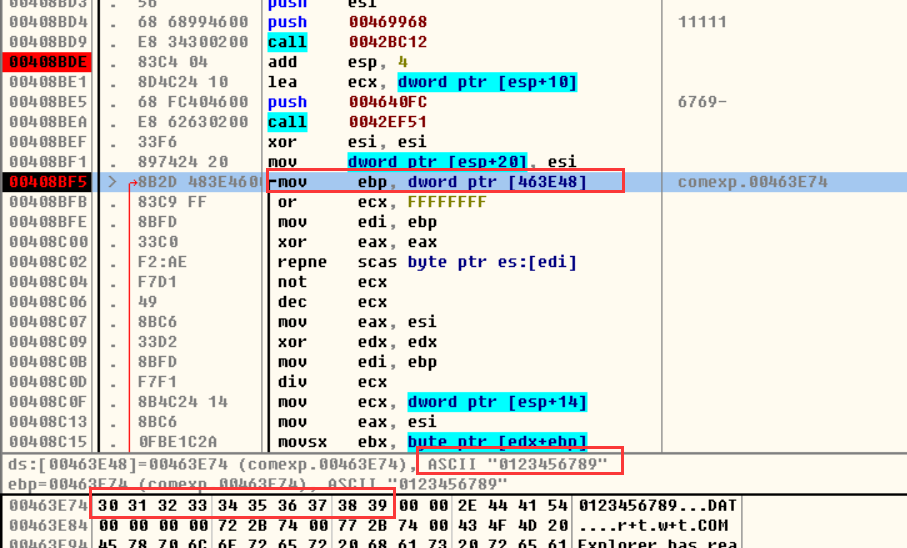 00408BD3 . 56 push esi
00408BD4 . 68 68994600 push 00469968 11111
00408BD9 . E8 34300200 call 0042BC12
00408BDE . 83C4 04 add esp, 4
00408BE1 . 8D4C24 10 lea ecx, dword ptr [esp+10]
00408BE5 . 68 FC404600 push 004640FC 6769-
00408BEA . E8 62630200 call 0042EF51
00408BEF . 33F6 xor esi, esi
00408BF1 . 897424 20 mov dword ptr [esp+20], esi
00408BF5 > 8B2D 483E4600 mov ebp, dword ptr [463E48] comexp.00463E74
00408BFB . 83C9 FF or ecx, FFFFFFFF
00408BFE . 8BFD mov edi, ebp
00408C00 . 33C0 xor eax, eax
00408C02 . F2:AE repne scas byte ptr es:[edi]
00408C04 . F7D1 not ecx
00408C06 . 49 dec ecx
00408C07 . 8BC6 mov eax, esi
00408C09 . 33D2 xor edx, edx
00408C0B . 8BFD mov edi, ebp
00408C0D . F7F1 div ecx
00408C0F . 8B4C24 14 mov ecx, dword ptr [esp+14]
00408C13 . 8BC6 mov eax, esi
00408C15 . 0FBE1C2A movsx ebx, byte ptr [edx+ebp]
ds:[00463E48]=00463E74 (comexp.00463E74), ASCII "0123456789"
ebp=00463E74 (comexp.00463E74), ASCII "0123456789"
00463E74 30 31 32 33 34 35 36 37 38 39 00 00 2E 44 41 54 0123456789...DAT
00463E84 00 00 00 00 72 2B 74 00 77 2B 74 00 43 4F 4D 20 ....r+t.w+t.COM
00463E94 45 78 70 6C 6F 72 65 72 20 68 61 73 20 72 65 61 Explorer has rea